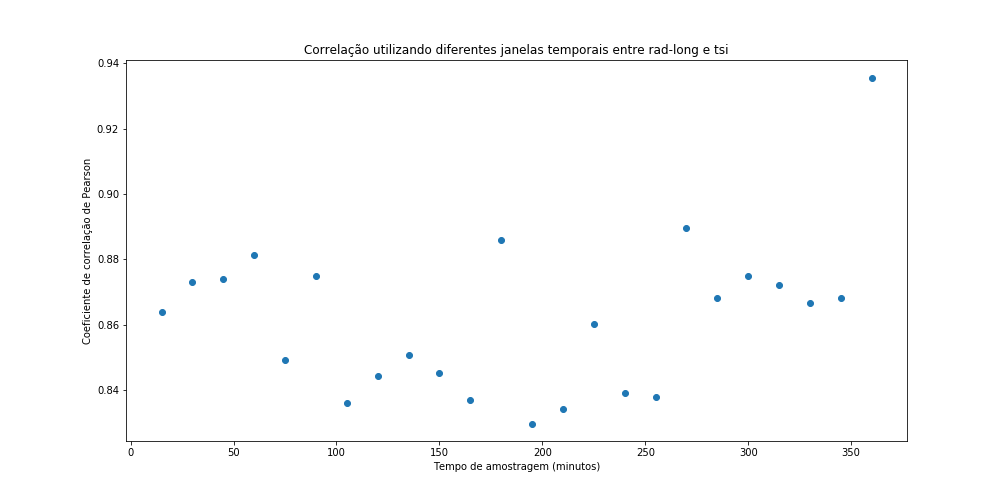 Correlação utilizando diferentes janelas temporais entre rad-long e tsi
Coeficiente de correlação de Pearson
0.94
0.92
0.90
0.88
0.86
0.84
0 50 100 150 200 250 300 350
Tempo de amostragem (minutos)